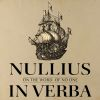 NULLIUS
ON THE WORD OF NO ONE
IN VERBA